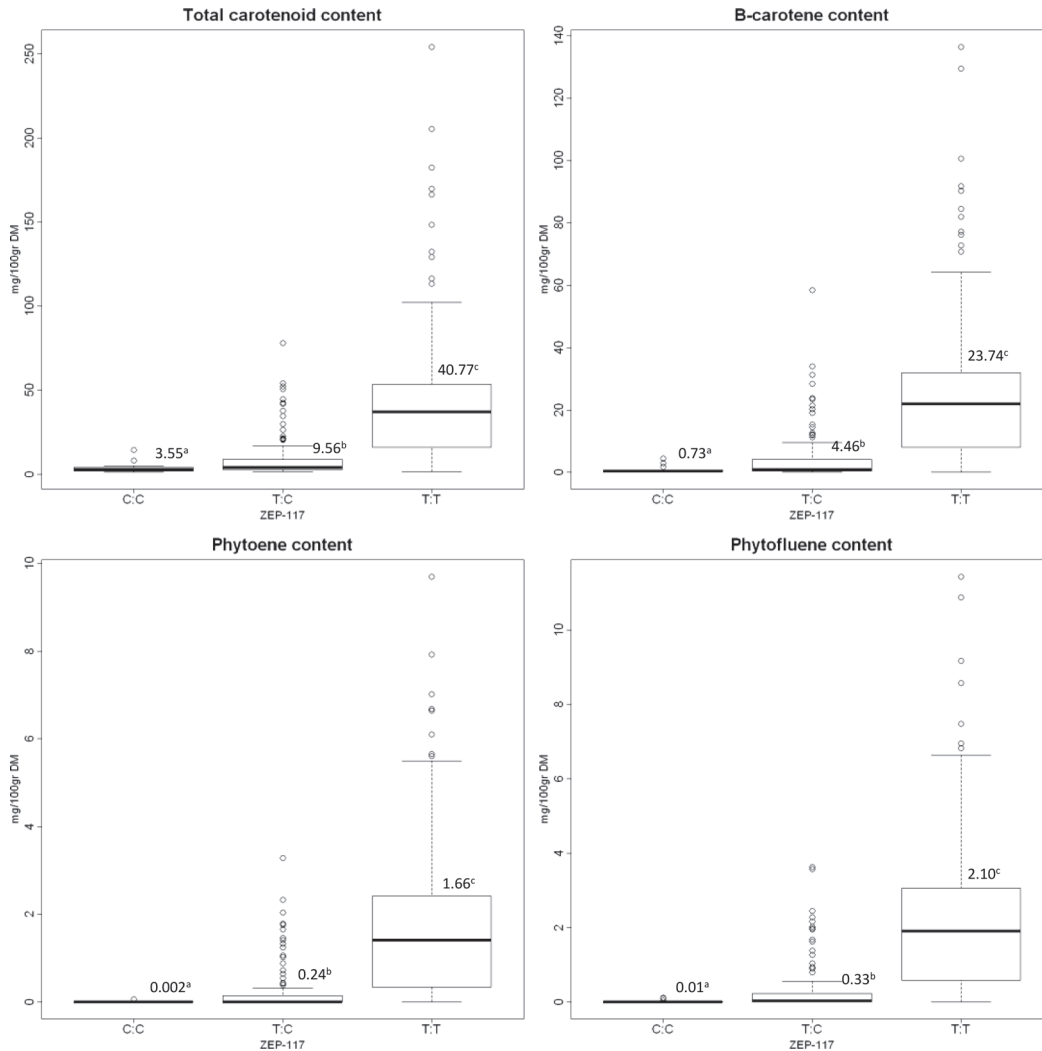 Total carotenoid content
mg/100gr DM
250
200
150
100
50
0
3.55ᵃ
9.56ᵇ
40.77ᶜ
C:C
T:C
T:T
ZEP-117
B-carotene content
mg/100gr DM
140
120
100
80
60
40
20
0
0.73ᵃ
4.46ᵇ
23.74ᶜ
C:C
T:C
T:T
ZEP-117
Phytoene content
mg/100gr DM
10
8
6
4
2
0
0.002ᵃ
0.24ᵇ
1.66ᶜ
C:C
T:C
T:T
ZEP-117
Phytofluene content
mg/100gr DM
10
8
6
4
2
0
0.01ᵃ
0.33ᵇ
2.10ᶜ
C:C
T:C
T:T
ZEP-117